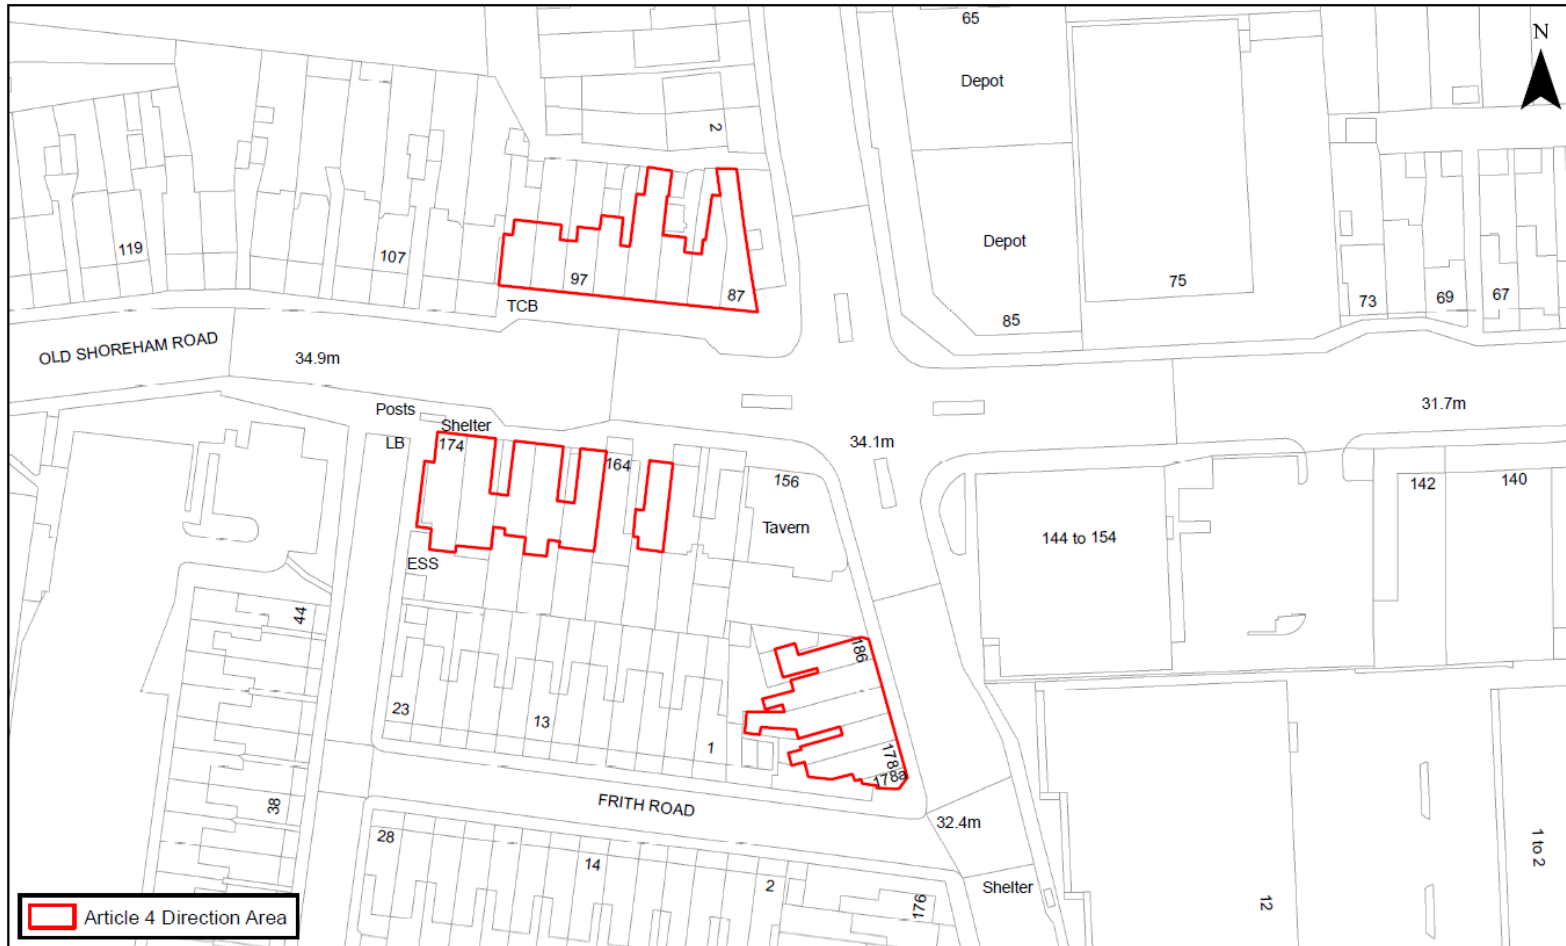 65
N
Depot
2
119
107
97
87
TCB
Depot
75
73
69
67
85
OLD SHOREHAM ROAD
34.9m
31.7m
Posts
Shelter
LB
174
164
34.1m
156
Tavern
142
140
144 to 154
ESS
44
186
23
13
1
178
178a
38
FRITH ROAD
32.4m
28
14
2
176
Shelter
12
1 to 2
Article 4 Direction Area